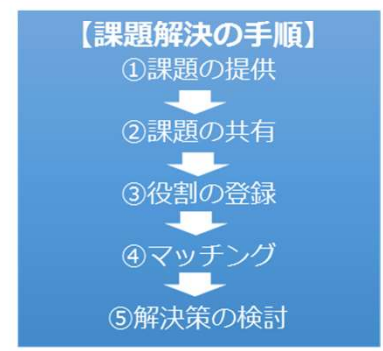 【課題解決の手順】
①課題の提供
②課題の共有
③役割の登録
④マッチング
⑤解決策の検討